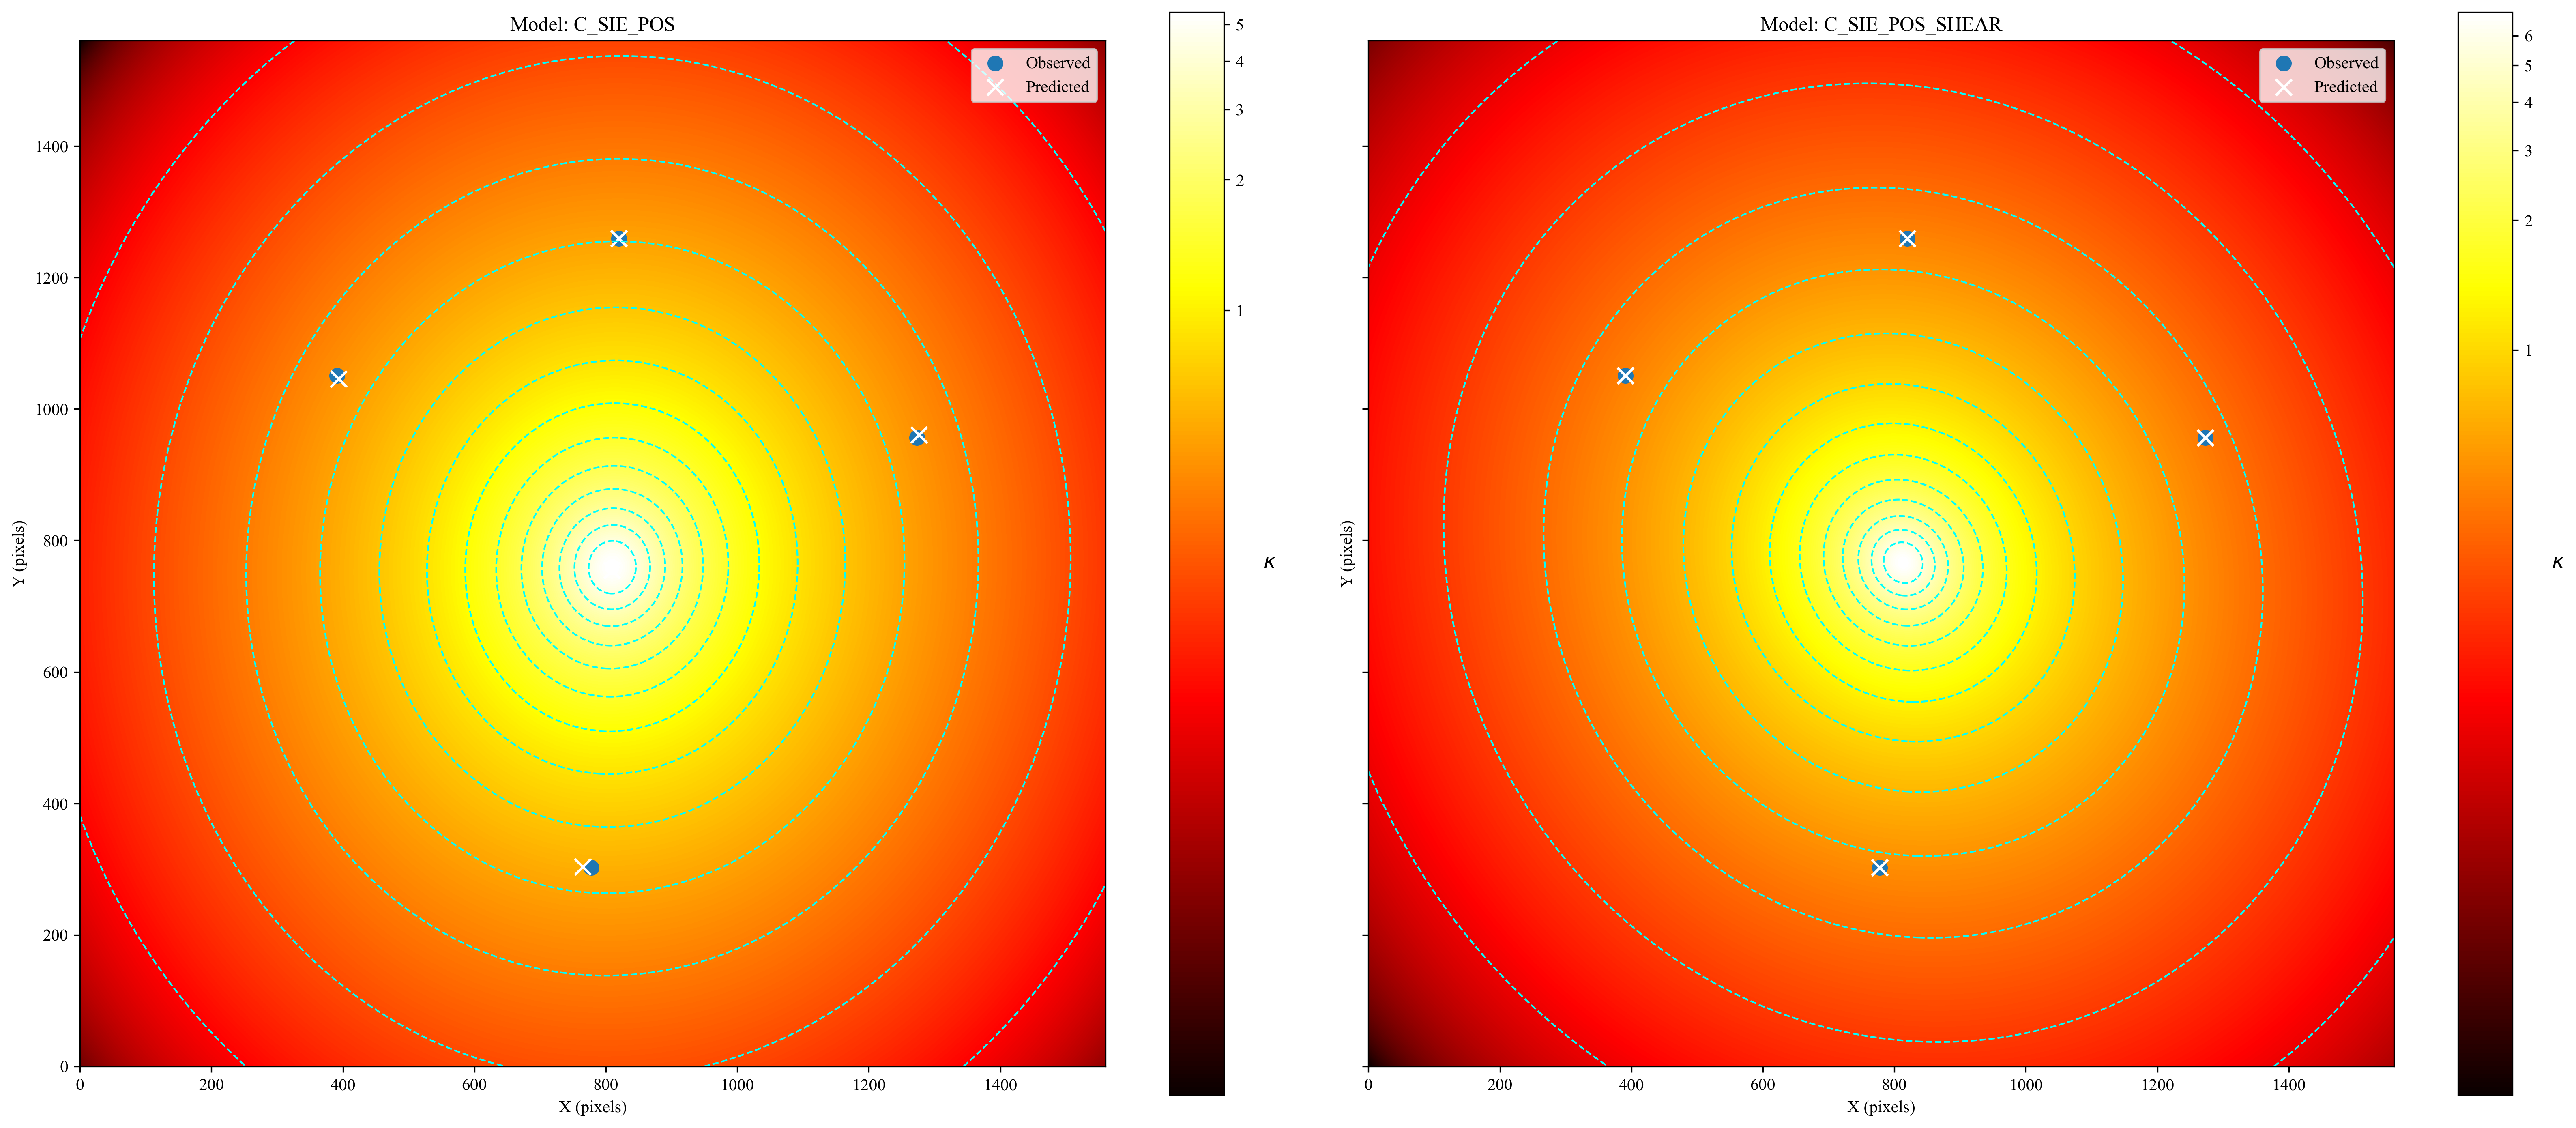 Model: C_SIE_POS
Observed
Predicted
Y (pixels)
1400
1200
1000
800
600
400
200
0
0 200 400 600 800 1000 1200 1400
X (pixels)
5
4
3
2
1
κ
Model: C_SIE_POS_SHEAR
Observed
Predicted
Y (pixels)
0 200 400 600 800 1000 1200 1400
X (pixels)
6
5
4
3
2
1
κ